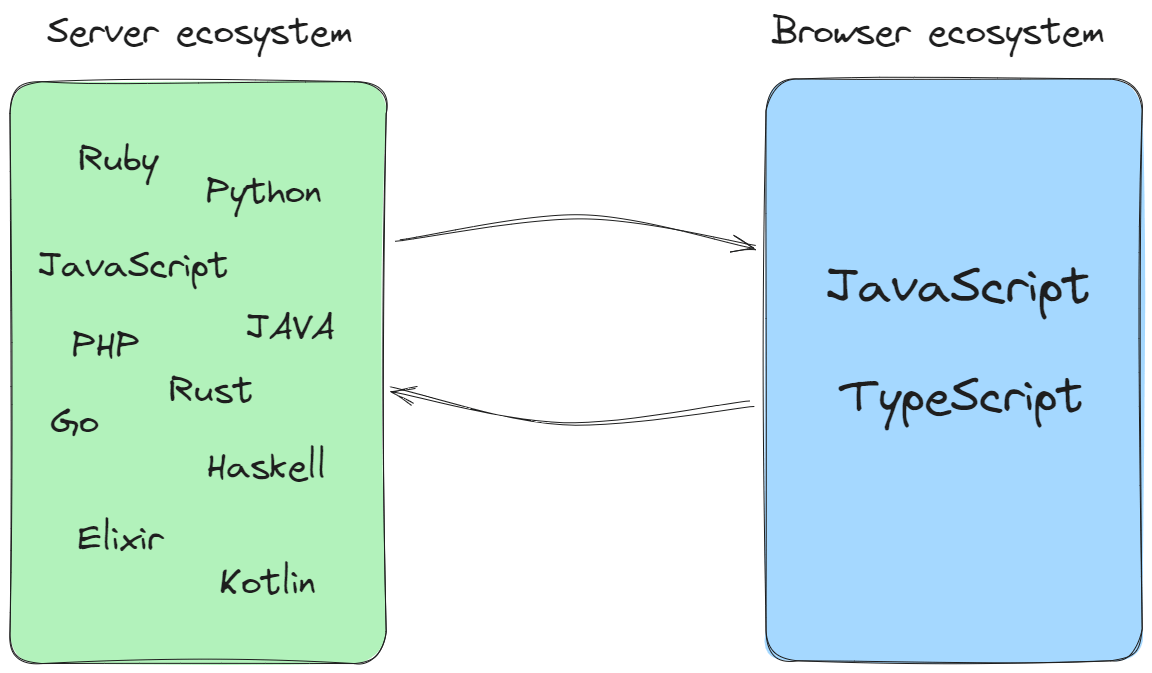 Server ecosystem
Browser ecosystem
Ruby
Python
JavaScript
JAVA
PHP
Rust
Go
Haskell
Elixir
Kotlin
JavaScript
TypeScript